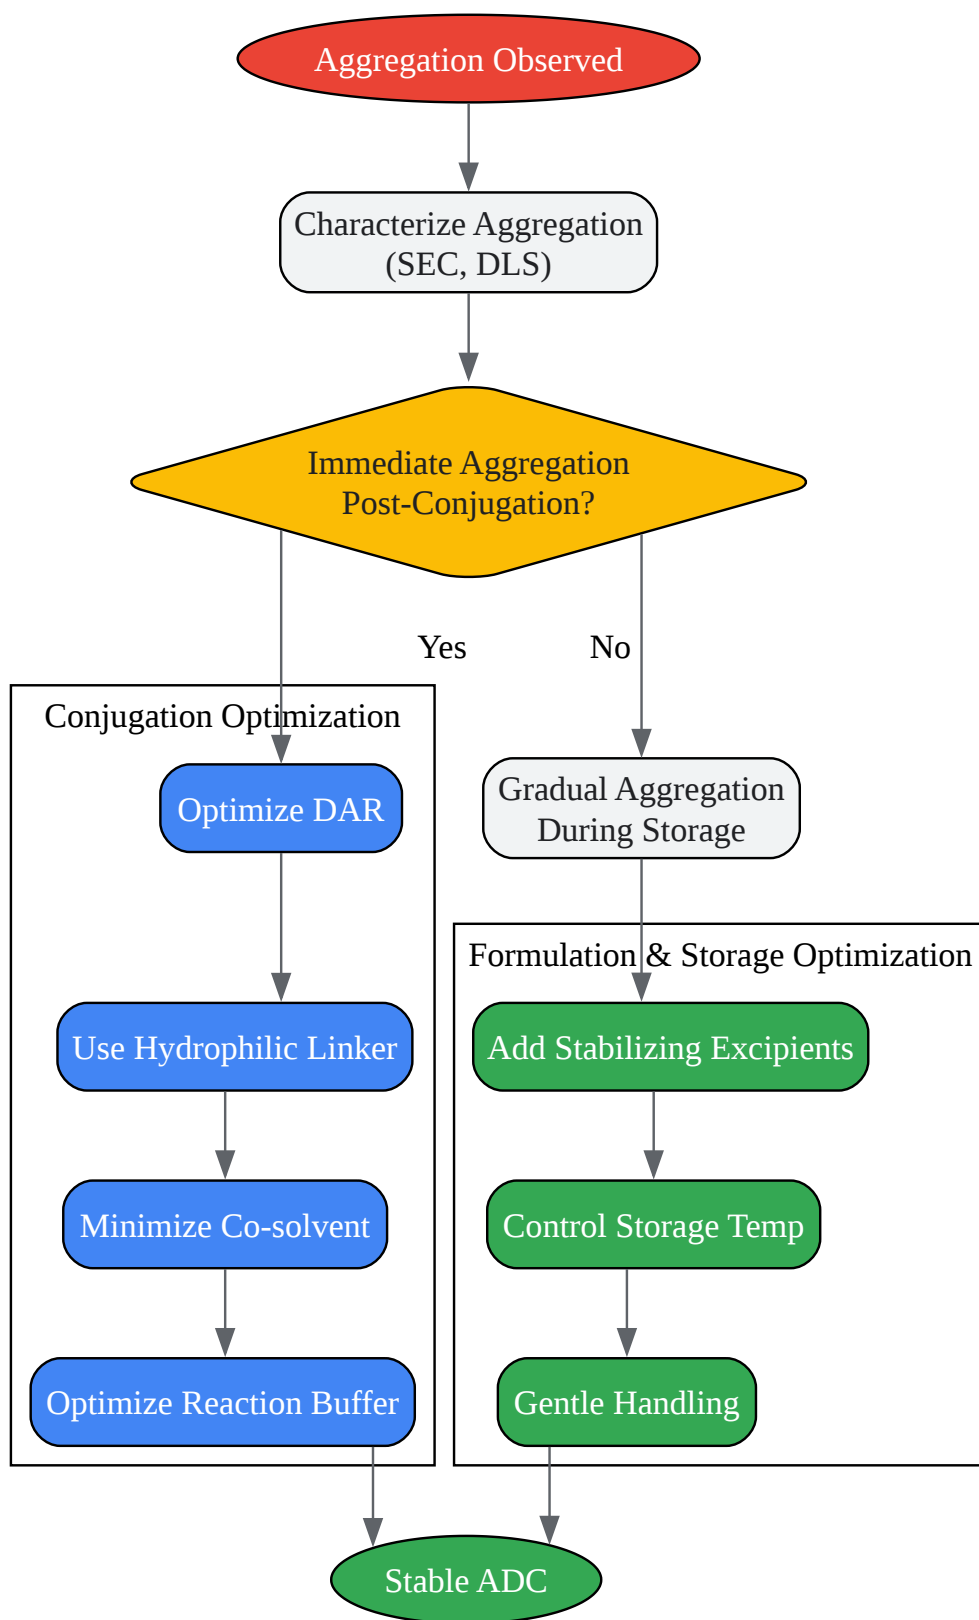 Aggregation Observed
Characterize Aggregation
(SEC, DLS)
Immediate Aggregation
Post-Conjugation?
Yes
No
Conjugation Optimization
Optimize DAR
Use Hydrophilic Linker
Minimize Co-solvent
Optimize Reaction Buffer
Gradual Aggregation
During Storage
Formulation & Storage Optimization
Add Stabilizing Excipients
Control Storage Temp
Gentle Handling
Stable ADC